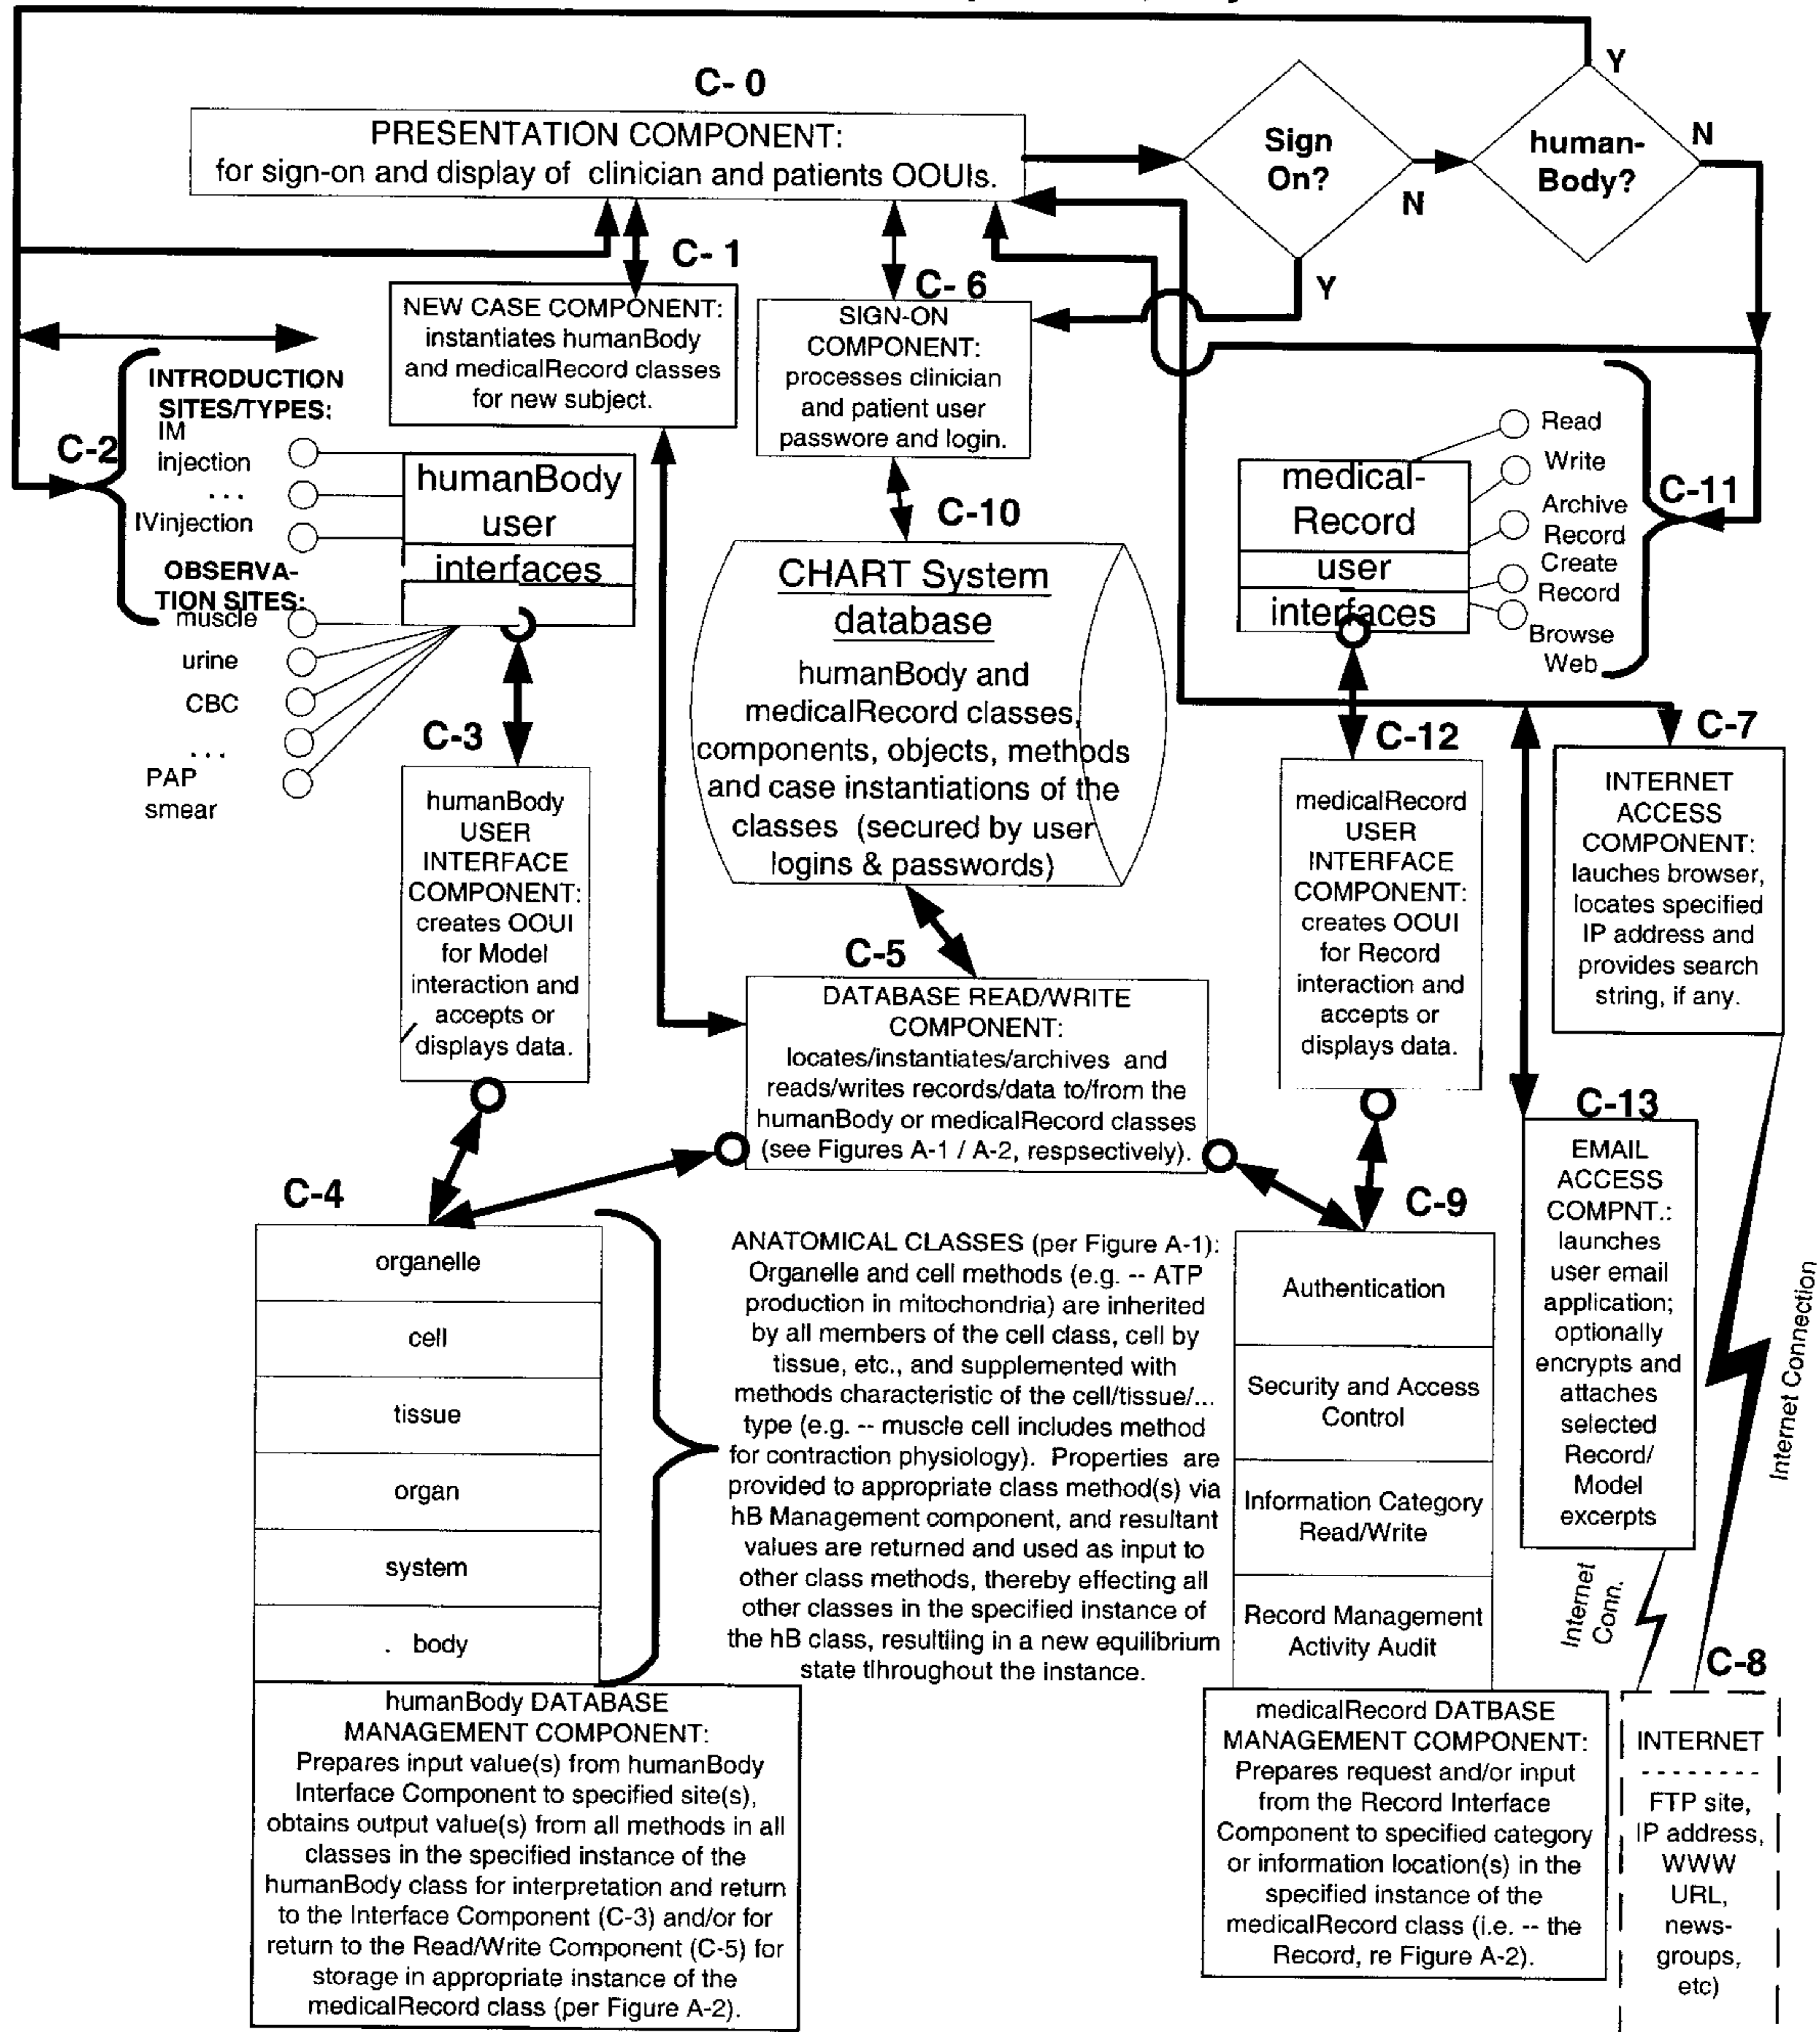 C- 0
PRESENTATION COMPONENT:
for sign-on and display of clinician and patients OOUIs.
Sign
On?
Y
N
human-
Body?
Y
N
C- 1
NEW CASE COMPONENT:
instantiates humanBody
and medicalRecord classes
for new subject.
C- 6
SIGN-ON
COMPONENT:
processes clinician
and patient user
passwore and login.
C-2
INTRODUCTION
SITES/TYPES:
IM
injection
. . .
IVinjection
OBSERVA-
TION SITES:
muscle
urine
CBC
. . .
PAP
smear
humanBody
user
interfaces
C-10
CHART System
database
humanBody and
medicalRecord classes,
components, objects, methods
and case instantiations of the
classes (secured by user
logins & passwords)
medical-
Record
user
interfaces
Read
Write
Archive
Record
Create
Record
Browse
Web
C-11
C-3
humanBody
USER
INTERFACE
COMPONENT:
creates OOUI
for Model
interaction and
accepts or
displays data.
C-5
DATABASE READ/WRITE
COMPONENT:
locates/instantiates/archives and
reads/writes records/data to/from the
humanBody or medicalRecord classes
(see Figures A-1 / A-2, respsectively).
C-12
medicalRecord
USER
INTERFACE
COMPONENT:
creates OOUI
for Record
interaction and
accepts or
displays data.
C-7
INTERNET
ACCESS
COMPONENT:
lauches browser,
locates specified
IP address and
provides search
string, if any.
C-13
EMAIL
ACCESS
COMPNT.:
launches
user email
application;
optionally
encrypts and
attaches
selected
Record/
Model
excerpts
Internet Connection
Internet
Conn.
C-4
organelle
cell
tissue
organ
system
. body
humanBody DATABASE
MANAGEMENT COMPONENT:
Prepares input value(s) from humanBody
Interface Component to specified site(s),
obtains output value(s) from all methods in all
classes in the specified instance of the
humanBody class for interpretation and return
to the Interface Component (C-3) and/or for
return to the Read/Write Component (C-5) for
storage in appropriate instance of the
medicalRecord class (per Figure A-2).
ANATOMICAL CLASSES (per Figure A-1):
Organelle and cell methods (e.g. -- ATP
production in mitochondria) are inherited
by all members of the cell class, cell by
tissue, etc., and supplemented with
methods characteristic of the cell/tissue/...
type (e.g. -- muscle cell includes method
for contraction physiology). Properties are
provided to appropriate class method(s) via
hB Management component, and resultant
values are returned and used as input to
other class methods, thereby effecting all
other classes in the specified instance of
the hB class, resultiing in a new equilibrium
state tlhroughout the instance.
C-9
Authentication
Security and Access
Control
Information Category
Read/Write
Record Management
Activity Audit
medicalRecord DATBASE
MANAGEMENT COMPONENT:
Prepares request and/or input
from the Record Interface
Component to specified category
or information location(s) in the
specified instance of the
medicalRecord class (i.e. -- the
Record, re Figure A-2).
C-8
INTERNET
--------
FTP site,
IP address,
WWW
URL,
news-
groups,
etc)